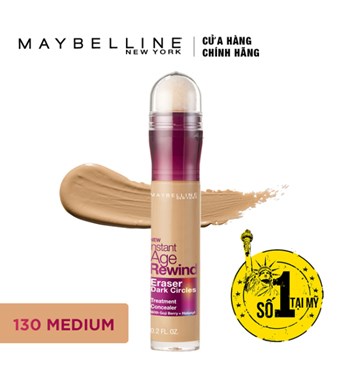 MAYBELLINE
NEW YORK
CỬA HÀNG
CHÍNH HÃNG
NEW
Instant
Age
Rewind
Eraser
Dark Circles
Treatment
Concealer
130 MEDIUM
SỐ 1 TẠI MỸ